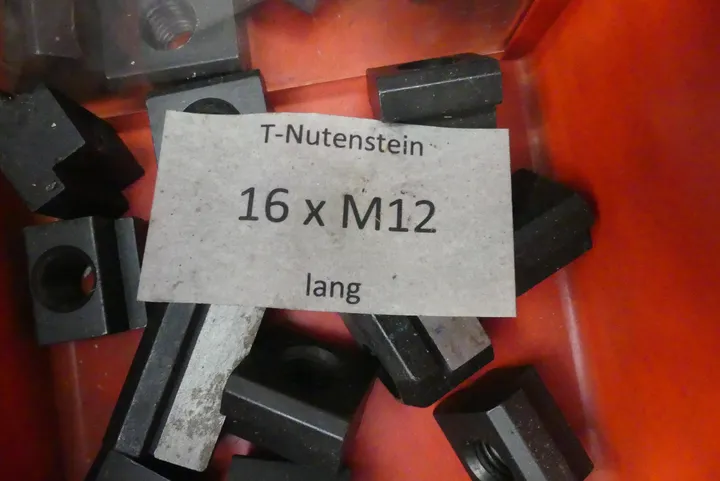 T-Nutenstein
16 x M12
lang